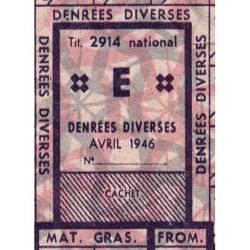 DENRÉES DIVERSES
DENRÉES DIVERSES
DENRÉES DIVERSES
Tit. 2914 national
E
DENRÉES DIVERSES
AVRIL 1946
N°
CACHET
MAT. GRAS.
FROM.